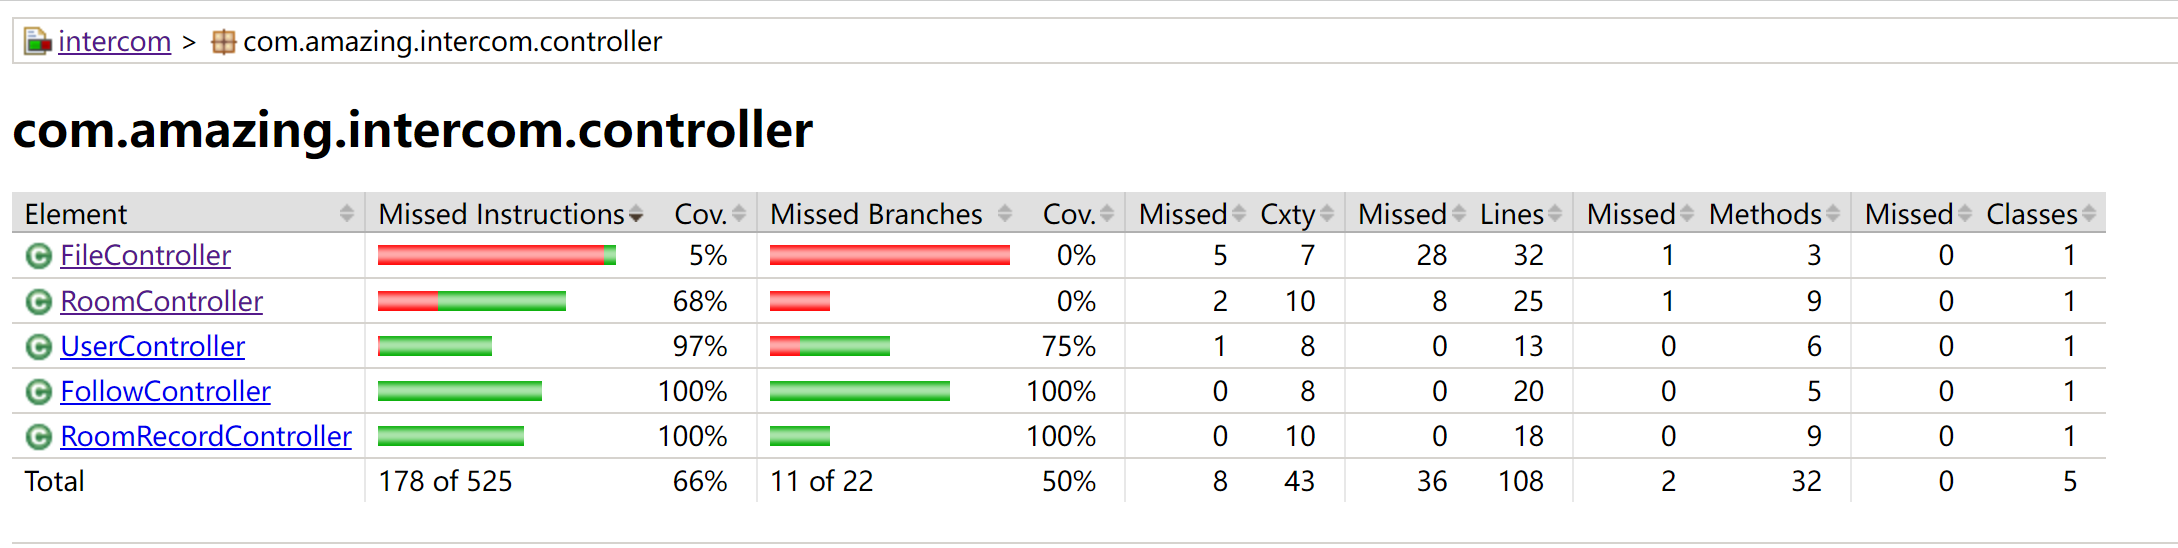 intercom > com.amazing.intercom.controller
com.amazing.intercom.controller
Element Missed Instructions Cov. Missed Branches Cov. Missed Cxty Missed Lines Missed Methods Missed Classes
FileController 5% 0% 5 7 28 32 1 3 0 1
RoomController 68% 0% 2 10 8 25 1 9 0 1
UserController 97% 75% 1 8 0 13 0 6 0 1
FollowController 100% 100% 0 8 0 20 0 5 0 1
RoomRecordController 100% 100% 0 10 0 18 0 9 0 1
Total 178 of 525 66% 11 of 22 50% 8 43 36 108 2 32 0 5